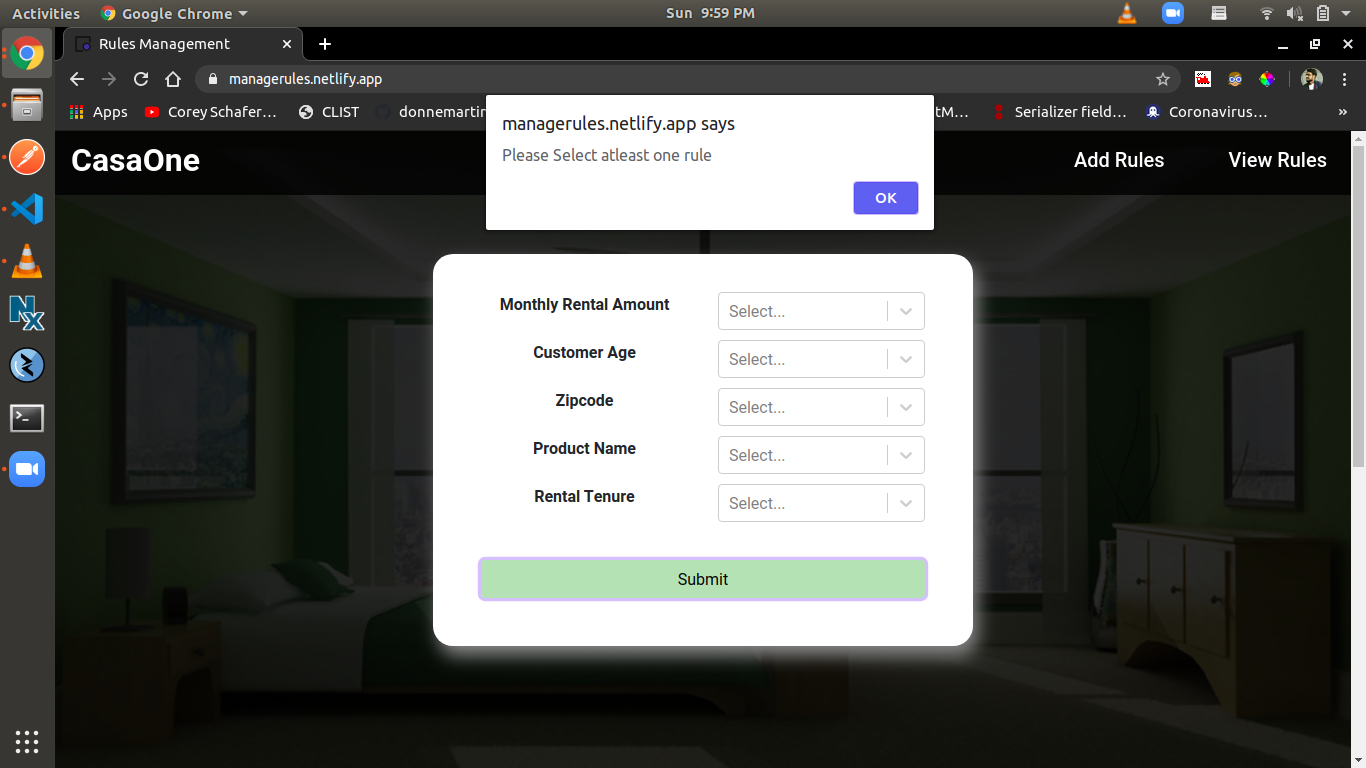 Activities Google Chrome Sun 9:59 PM
Rules Management
managerules.netlify.app
Apps Corey Schafer… CLIST donnemartin tM… Serializer field… Coronavirus… »
managerules.netlify.app says
Please Select atleast one rule
OK
CasaOne Add Rules View Rules
Monthly Rental Amount Select...
Customer Age Select...
Zipcode Select...
Product Name Select...
Rental Tenure Select...
Submit